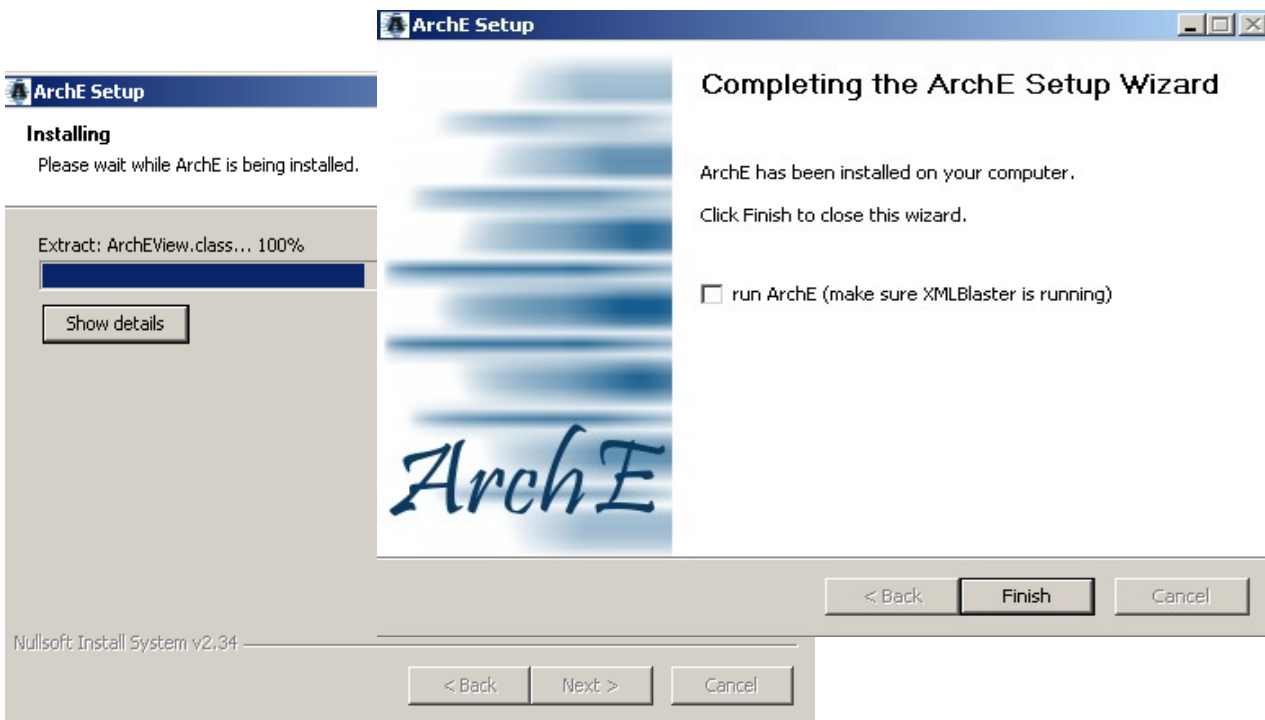 ArchE Setup
Installing
Please wait while ArchE is being installed.
Extract: ArchEView.class... 100%
Show details
Nullsoft Install System v2.34
< Back
Next >
Cancel
ArchE Setup
Completing the ArchE Setup Wizard
ArchE has been installed on your computer.
Click Finish to close this wizard.
run ArchE (make sure XMLBlaster is running)
ArchE
< Back
Finish
Cancel